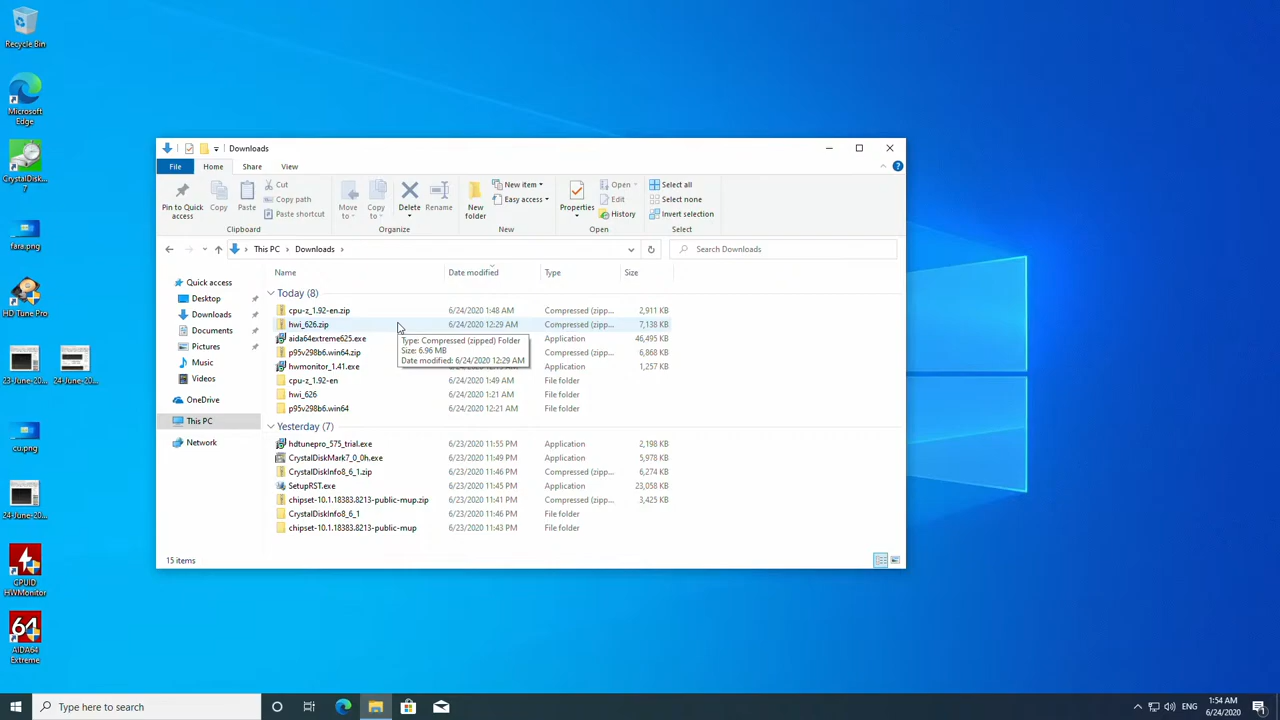 Recycle Bin
Microsoft
Edge
CrystalDisk...
7
fara.png
HD Tune Pro
23-June-20...
24-June-20...
cu.png
24-June-20...
CPUID
HWMonitor
64
AIDA64
Extreme
Downloads
File
Home
Share
View
Pin to Quick
access
Copy
Paste
Cut
Copy path
Paste shortcut
Clipboard
Move
to
Copy
to
Delete
Rename
Organize
New
folder
New item
Easy access
New
Properties
Open
Edit
History
Open
Select all
Select none
Invert selection
Select
This PC
Downloads
Search Downloads
Quick access
Desktop
Downloads
Documents
Pictures
Music
Videos
OneDrive
This PC
Network
Name Date modified Type Size
Today (8)
cpu-z_1.92-en.zip 6/24/2020 1:48 AM Compressed (zipp... 2,911 KB
hwi_626.zip 6/24/2020 12:29 AM Compressed (zipp... 7,138 KB
aida64extreme625.exe Application 46,495 KB
p95v298b6.win64.zip Compressed (zipp... 6,868 KB
hwmonitor_1.41.exe Application 1,257 KB
cpu-z_1.92-en 6/24/2020 1:49 AM File folder
hwi_626 6/24/2020 1:21 AM File folder
p95v298b6.win64 6/24/2020 12:21 AM File folder
Type: Compressed (zipped) Folder
Size: 6.96 MB
Date modified: 6/24/2020 12:29 AM
Yesterday (7)
hdtunepro_575_trial.exe 6/23/2020 11:55 PM Application 2,198 KB
CrystalDiskMark7_0_0h.exe 6/23/2020 11:49 PM Application 5,978 KB
CrystalDiskInfo8_6_1.zip 6/23/2020 11:46 PM Compressed (zipp... 6,274 KB
SetupRST.exe 6/23/2020 11:45 PM Application 23,058 KB
chipset-10.1.18383.8213-public-mup.zip 6/23/2020 11:41 PM Compressed (zipp... 3,425 KB
CrystalDiskInfo8_6_1 6/23/2020 11:46 PM File folder
chipset-10.1.18383.8213-public-mup 6/23/2020 11:43 PM File folder
15 items
Type here to search
ENG
1:54 AM
6/24/2020
1